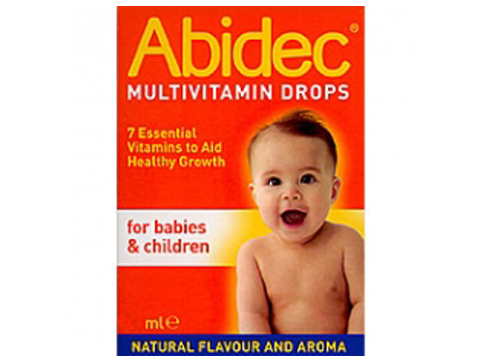 Abidec®
MULTIVITAMIN DROPS
7 Essential
Vitamins to Aid
Healthy Growth
for babies
& children
ml℮
NATURAL FLAVOUR AND AROMA